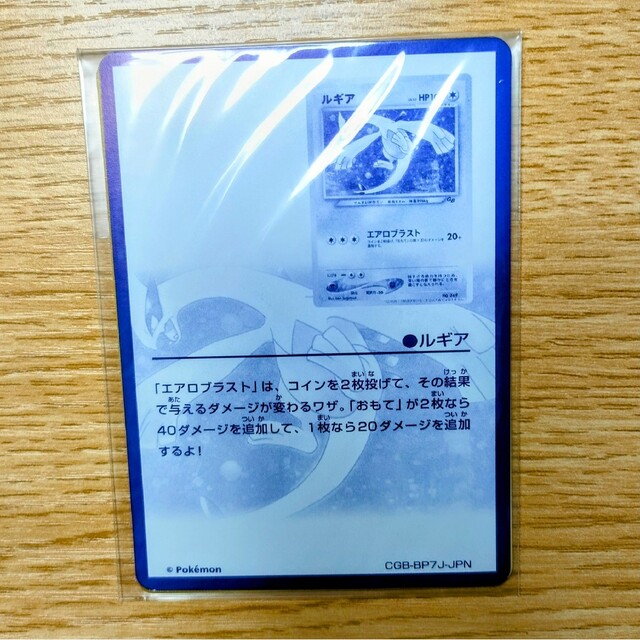 ルギア
エアロブラスト
20+
●ルギア
「エアロブラスト」は、コインを2枚投げて、その結果
で与えるダメージが変わるワザ。「おもて」が2枚なら
40ダメージを追加して、1枚なら20ダメージを追加
するよ!
© Pokémon
CGB-BP7J-JPN